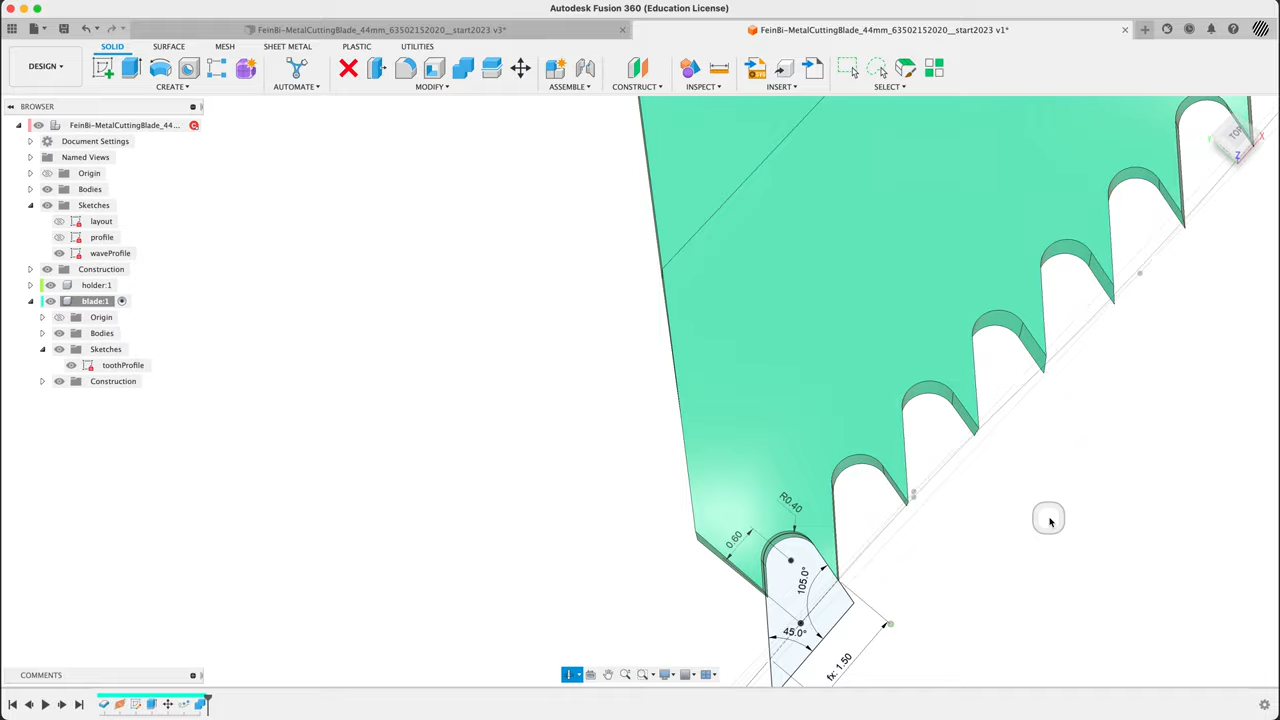 Autodesk Fusion 360 (Education License)
FeinBi-MetalCuttingBlade_44mm_63502152020__start2023 v3*
FeinBi-MetalCuttingBlade_44mm_63502152020__start2023 v1*
SOLID
SURFACE
MESH
SHEET METAL
PLASTIC
UTILITIES
DESIGN
CREATE
AUTOMATE
MODIFY
ASSEMBLE
CONSTRUCT
INSPECT
INSERT
SELECT
BROWSER
FeinBi-MetalCuttingBlade_44...
Document Settings
Named Views
Origin
Bodies
Sketches
layout
profile
waveProfile
Construction
holder:1
blade:1
Origin
Bodies
Sketches
toothProfile
Construction
TOP
X
Y
Z
R0.40
0.60
105.0°
45.0°
fx: 1.50
COMMENTS